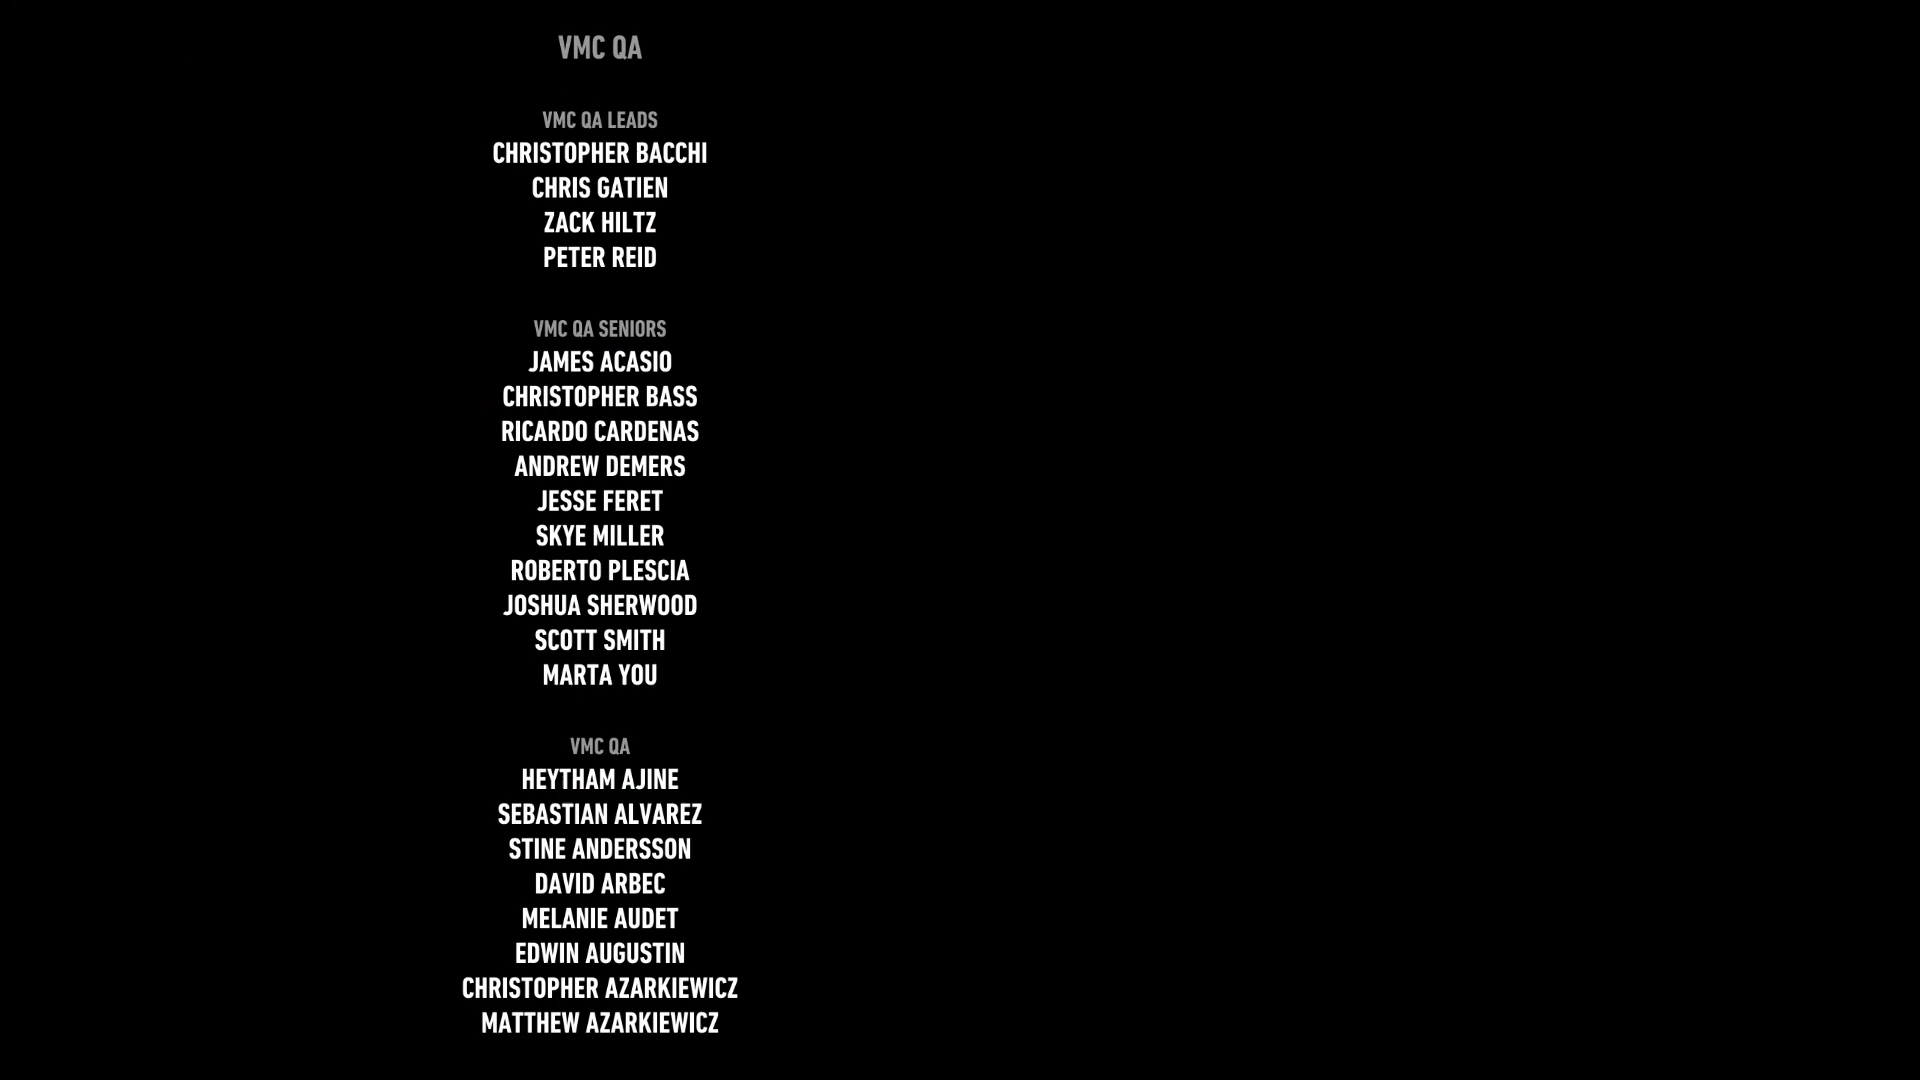 VMC QA
VMC QA LEADS
CHRISTOPHER BACCHI
CHRIS GATIEN
ZACK HILTZ
PETER REID
VMC QA SENIORS
JAMES ACASIO
CHRISTOPHER BASS
RICARDO CARDENAS
ANDREW DEMERS
JESSE FERET
SKYE MILLER
ROBERTO PLESCIA
JOSHUA SHERWOOD
SCOTT SMITH
MARTA YOU
VMC QA
HEYTHAM AJINE
SEBASTIAN ALVAREZ
STINE ANDERSSON
DAVID ARBEC
MELANIE AUDET
EDWIN AUGUSTIN
CHRISTOPHER AZARKIEWICZ
MATTHEW AZARKIEWICZ